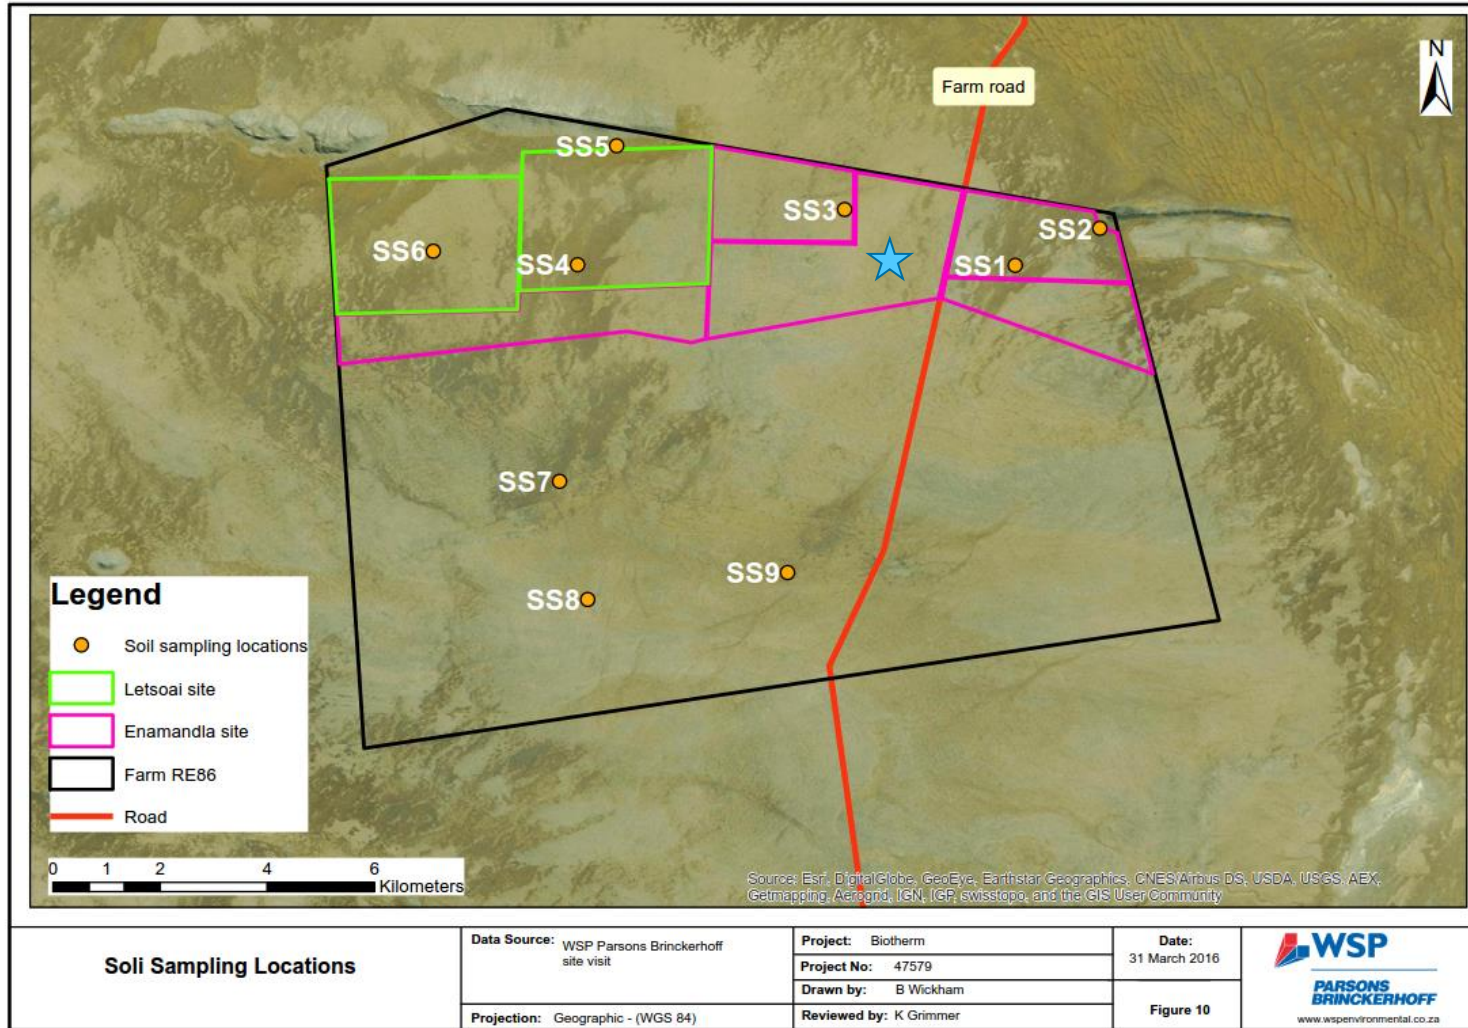 N
Farm road
SS5
SS3
SS2
SS6
SS4
SS1
SS7
SS9
SS8
Legend
Soil sampling locations
Letsoai site
Enamandla site
Farm RE86
Road
0 1 2 4 6
Kilometers
Source: Esri, DigitalGlobe, GeoEye, Earthstar Geographics, CNES/Airbus DS, USDA, USGS, AEX,
Getmapping, Aerogrid, IGN, IGP, swisstopo, and the GIS User Community
Soli Sampling Locations
Data Source: WSP Parsons Brinckerhoff
site visit
Projection: Geographic - (WGS 84)
Project: Biotherm
Project No: 47579
Drawn by: B Wickham
Reviewed by: K Grimmer
Date:
31 March 2016
Figure 10
WSP
PARSONS
BRINCKERHOFF
www.wspenvironmental.co.za